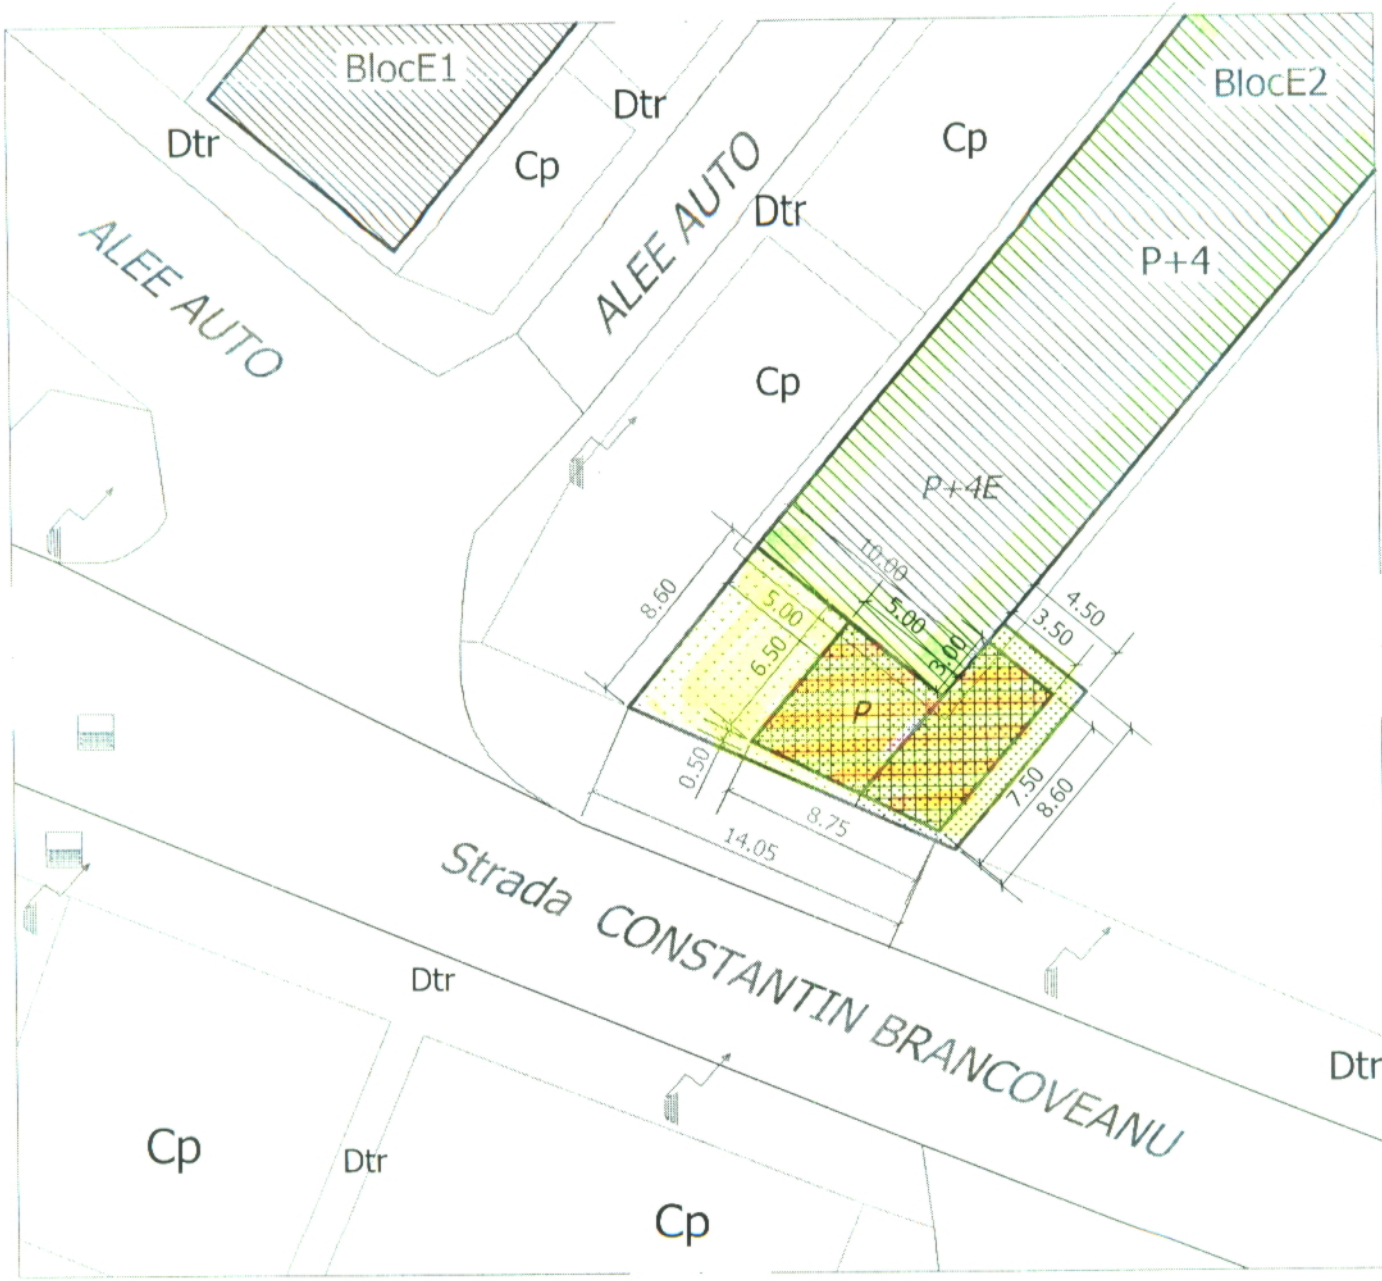 BlocE1
BlocE2
Dtr
Dtr
Cp
Cp
ALEE AUTO
ALEE AUTO
Dtr
P+4
Cp
P+4E
10.00
8.60
5.00
5.00
4.50
3.50
6.50
3.00
P
0.50
8.75
14.05
7.50
8.60
Strada CONSTANTIN BRANCOVEANU
Dtr
Dtr
Cp
Dtr
Cp